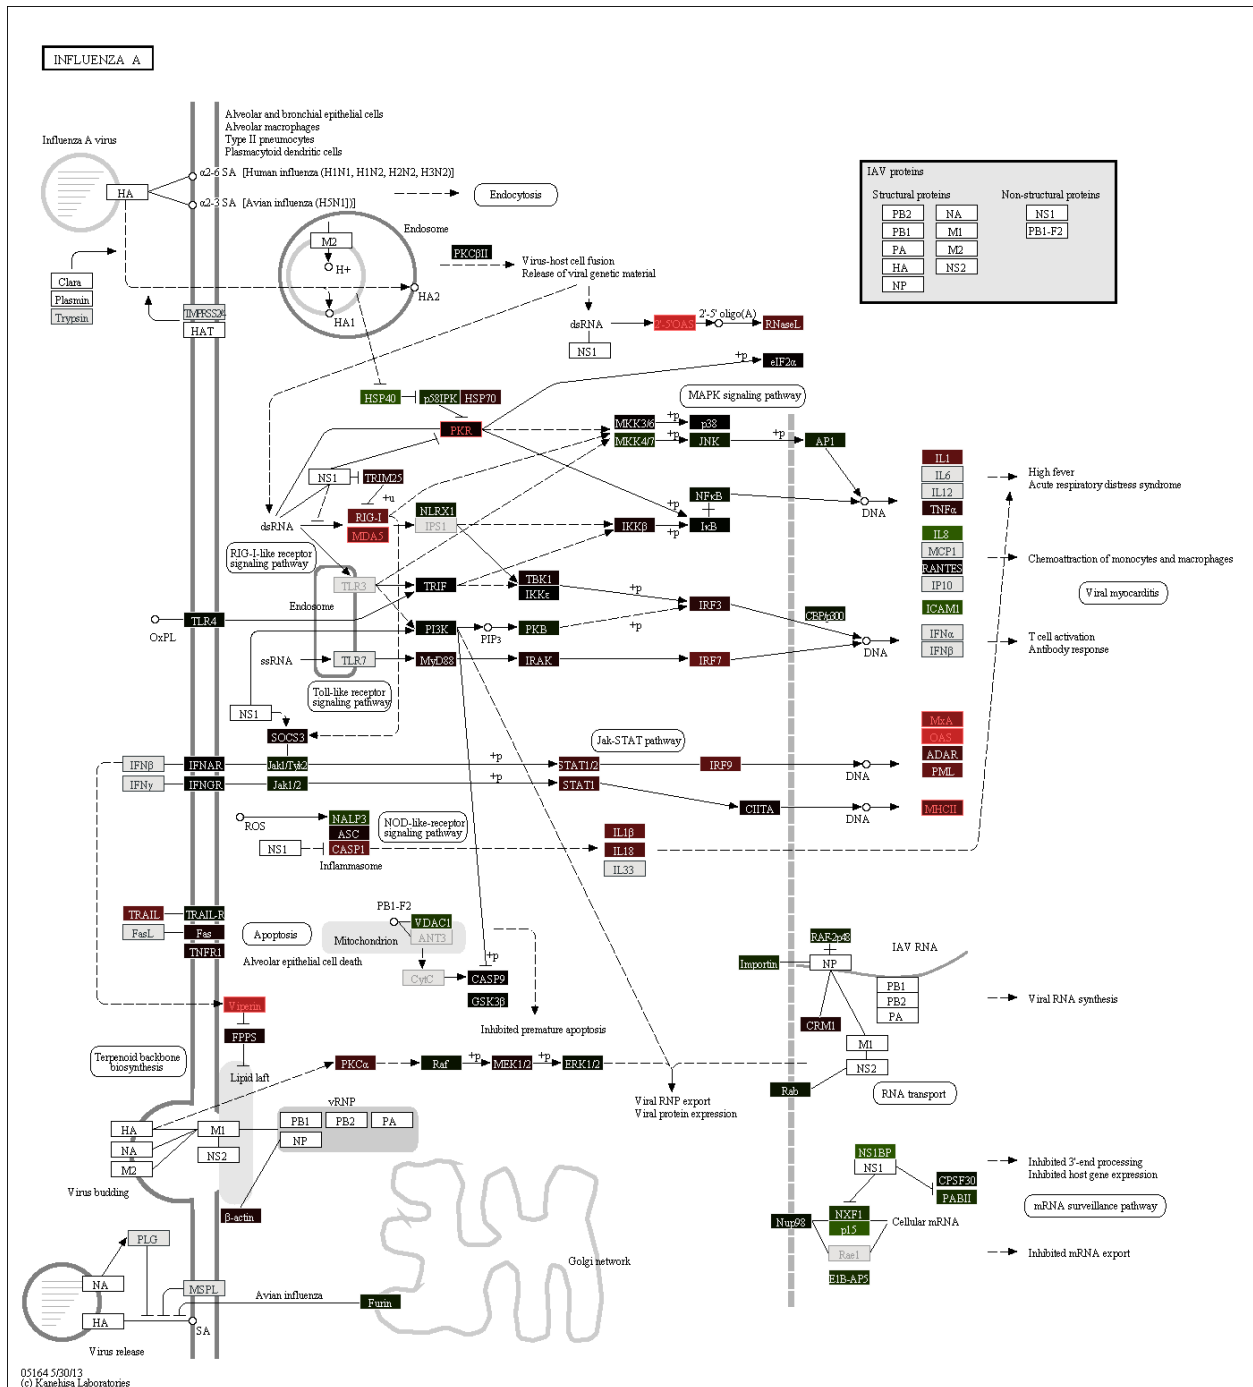 INFLUENZA A
Alveolar and bronchial epithelial cells
Alveolar macrophages
Type II pneumocytes
Plasmacytoid dendritic cells
Influenza A virus
HA
α2-6 SA [Human influenza (H1N1, H1N2, H2N2, H3N2)]
α2-3 SA [Avian influenza (H5N1])
Endocytosis
IAV proteins
Structural proteins
Non-structural proteins
PB2
NA
NS1
PB1
M1
PB1-F2
PA
M2
HA
NS2
NP
Endosome
M2
H+
HA1
HA2
PKCβII
Virus-host cell fusion
Release of viral genetic material
Clara
Plasmin
Trypsin
HAT
dsRNA
NS1
2'-5'OAS
2'-5' oligo(A)
RNaseL
+p
eIF2α
HSP40
p58IPK
HSP70
MAPK signaling pathway
PKR
MKK3/6
+p
p38
MKK4/7
+p
JNK
+p
AP1
NS1
TRIM25
+u
RIG-I
MDA5
NLRX1
IPS1
dsRNA
RIG-I-like receptor
signaling pathway
IKKβ
+p
+p
NFκB
IκB
DNA
IL1
IL6
IL12
TNFα
High fever
Acute respiratory distress syndrome
IL8
MCP1
RANTES
IP10
Chemoattraction of monocytes and macrophages
Viral myocarditis
ICAM1
IFNα
IFNβ
T cell activation
Antibody response
TLR3
TRIF
TBK1
IKKε
+p
IRF3
CBP/p300
Endosome
OxPL
TLR4
PI3K
PIP3
PKB
+p
DNA
ssRNA
TLR7
MyD88
IRAK
IRF7
Toll-like receptor
signaling pathway
NS1
SOCS3
Jak-STAT pathway
IFNβ
IFNAR
Jak1/Tyk2
+p
STAT1/2
IRF9
DNA
MxA
OAS
ADAR
PML
IFNγ
IFNGR
Jak1/2
+p
STAT1
CIITA
DNA
MHCII
ROS
NALP3
ASC
CASP1
NS1
Inflammasome
NOD-like-receptor
signaling pathway
IL1β
IL18
IL33
TRAIL
TRAIL-R
FasL
Fas
TNFR1
Apoptosis
PB1-F2
VDAC1
ANT3
Mitochondrion
Alveolar epithelial cell death
CytC
+p
CASP9
GSK3β
Inhibited premature apoptosis
RAF-2p48
Importin
NP
IAV RNA
PB1
PB2
PA
Viral RNA synthesis
CRM1
M1
NS2
Rab
RNA transport
Viperin
FPPS
Terpenoid backbone
biosynthesis
Lipid laft
PKCα
Raf
+p
MEK1/2
+p
ERK1/2
Viral RNP export
Viral protein expression
vRNP
HA
NA
M2
M1
NS2
PB1
PB2
PA
NP
Virus budding
β-actin
NS1BP
NS1
CPSF30
PABII
Inhibited 3'-end processing
Inhibited host gene expression
mRNA surveillance pathway
Nup98
NXF1
p15
Cellular mRNA
Rae1
E1B-AP5
Inhibited mRNA export
Golgi network
PLG
NA
HA
MSPL
Avian influenza
Furin
SA
Virus release
05164 5/30/13
(c) Kanehisa Laboratories